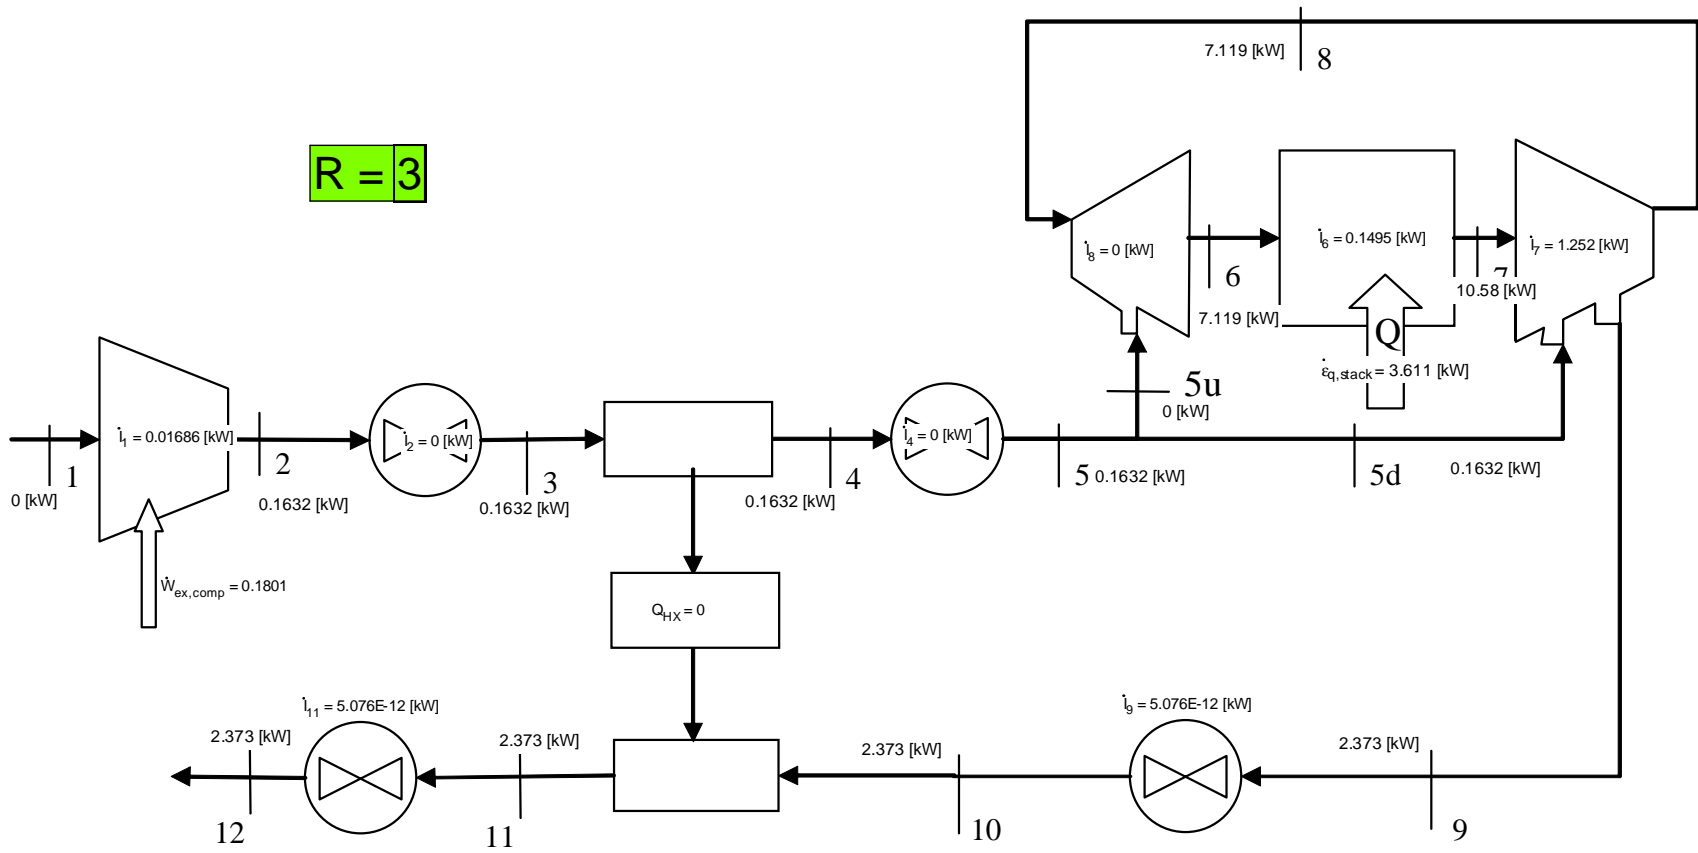 7.119 [kW]
8
R = 3
İ8 = 0 [kW]
İ6 = 0.1495 [kW]
İ7 = 1.252 [kW]
6
7
10.58 [kW]
7.119 [kW]
Q
ε̇q,stack = 3.611 [kW]
5u
0 [kW]
İ1 = 0.01686 [kW]
İ2 = 0 [kW]
İ4 = 0 [kW]
1
2
3
4
5
5d
0 [kW]
0.1632 [kW]
0.1632 [kW]
0.1632 [kW]
0.1632 [kW]
0.1632 [kW]
Ẇex,comp = 0.1801
QHX = 0
İ11 = 5.076E-12 [kW]
İ9 = 5.076E-12 [kW]
2.373 [kW]
2.373 [kW]
2.373 [kW]
2.373 [kW]
12
11
10
9